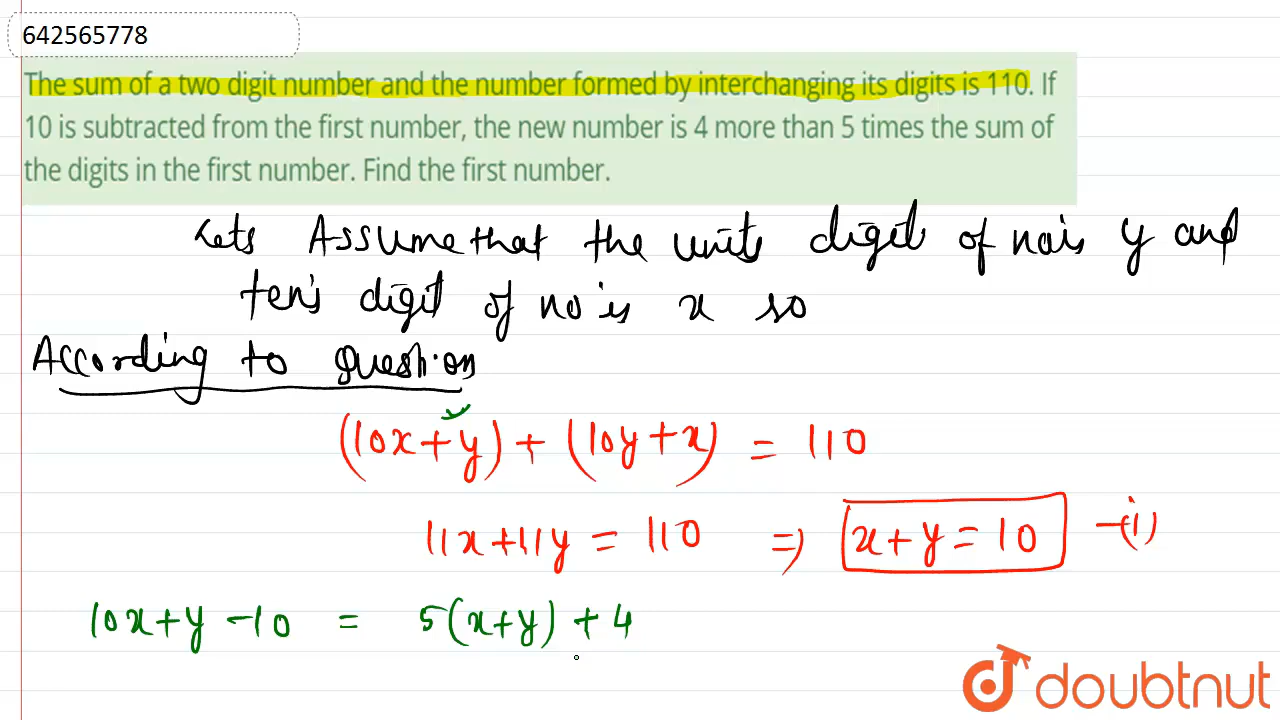 642565778
The sum of a two digit number and the number formed by interchanging its digits is 110. If
10 is subtracted from the first number, the new number is 4 more than 5 times the sum of
the digits in the first number. Find the first number.
Lets Assume that the units digit of no is y and
ten's digit of no is x so
According to question
(10x+y) + (10y+x) = 110
11x+11y = 110 => x+y = 10 -(i)
10x+y -10 = 5(x+y) + 4
doubtnut